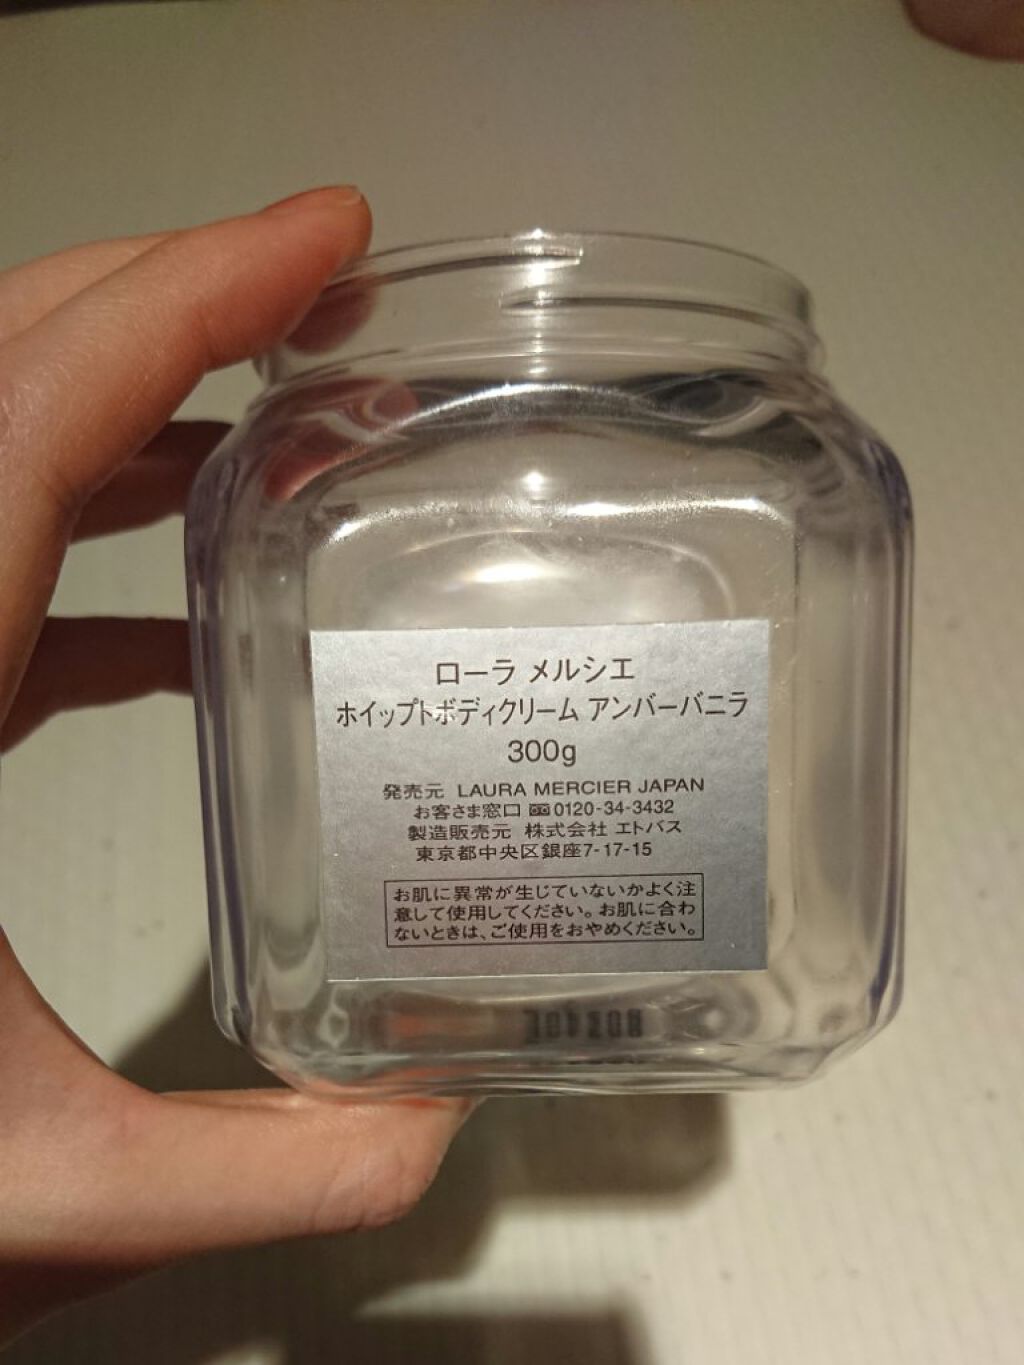 ローラ メルシエ
ホイップトボディクリーム アンバーバニラ
300g
発売元 LAURA MERCIER JAPAN
お客さま窓口 0120-34-3432
製造販売元 株式会社 エトバス
東京都中央区銀座7-17-15
お肌に異常が生じていないかよく注
意して使用してください。お肌に合わ
ないときは、ご使用をおやめください。